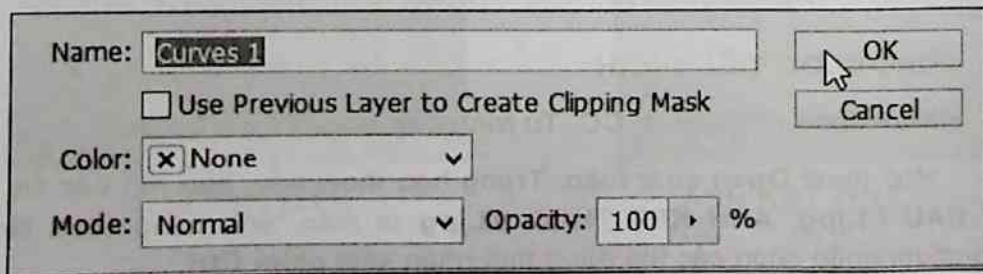 Name: Curves 1
OK
Use Previous Layer to Create Clipping Mask
Cancel
Color: None
Mode: Normal Opacity: 100 %